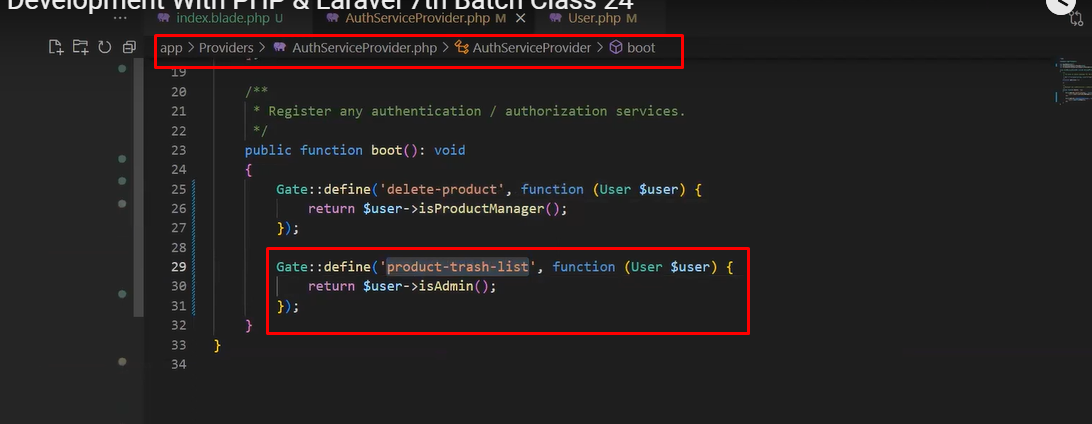 Development With PHP & Laravel 7th Batch Class 24
... index.blade.php U AuthServiceProvider.php M User.php M
app > Providers > AuthServiceProvider.php > AuthServiceProvider > boot
19
20 /**
21 * Register any authentication / authorization services.
22 */
23 public function boot(): void
24 {
25 Gate::define('delete-product', function (User $user) {
26 return $user->isProductManager();
27 });
28
29 Gate::define('product-trash-list', function (User $user) {
30 return $user->isAdmin();
31 });
32 }
33 }
34